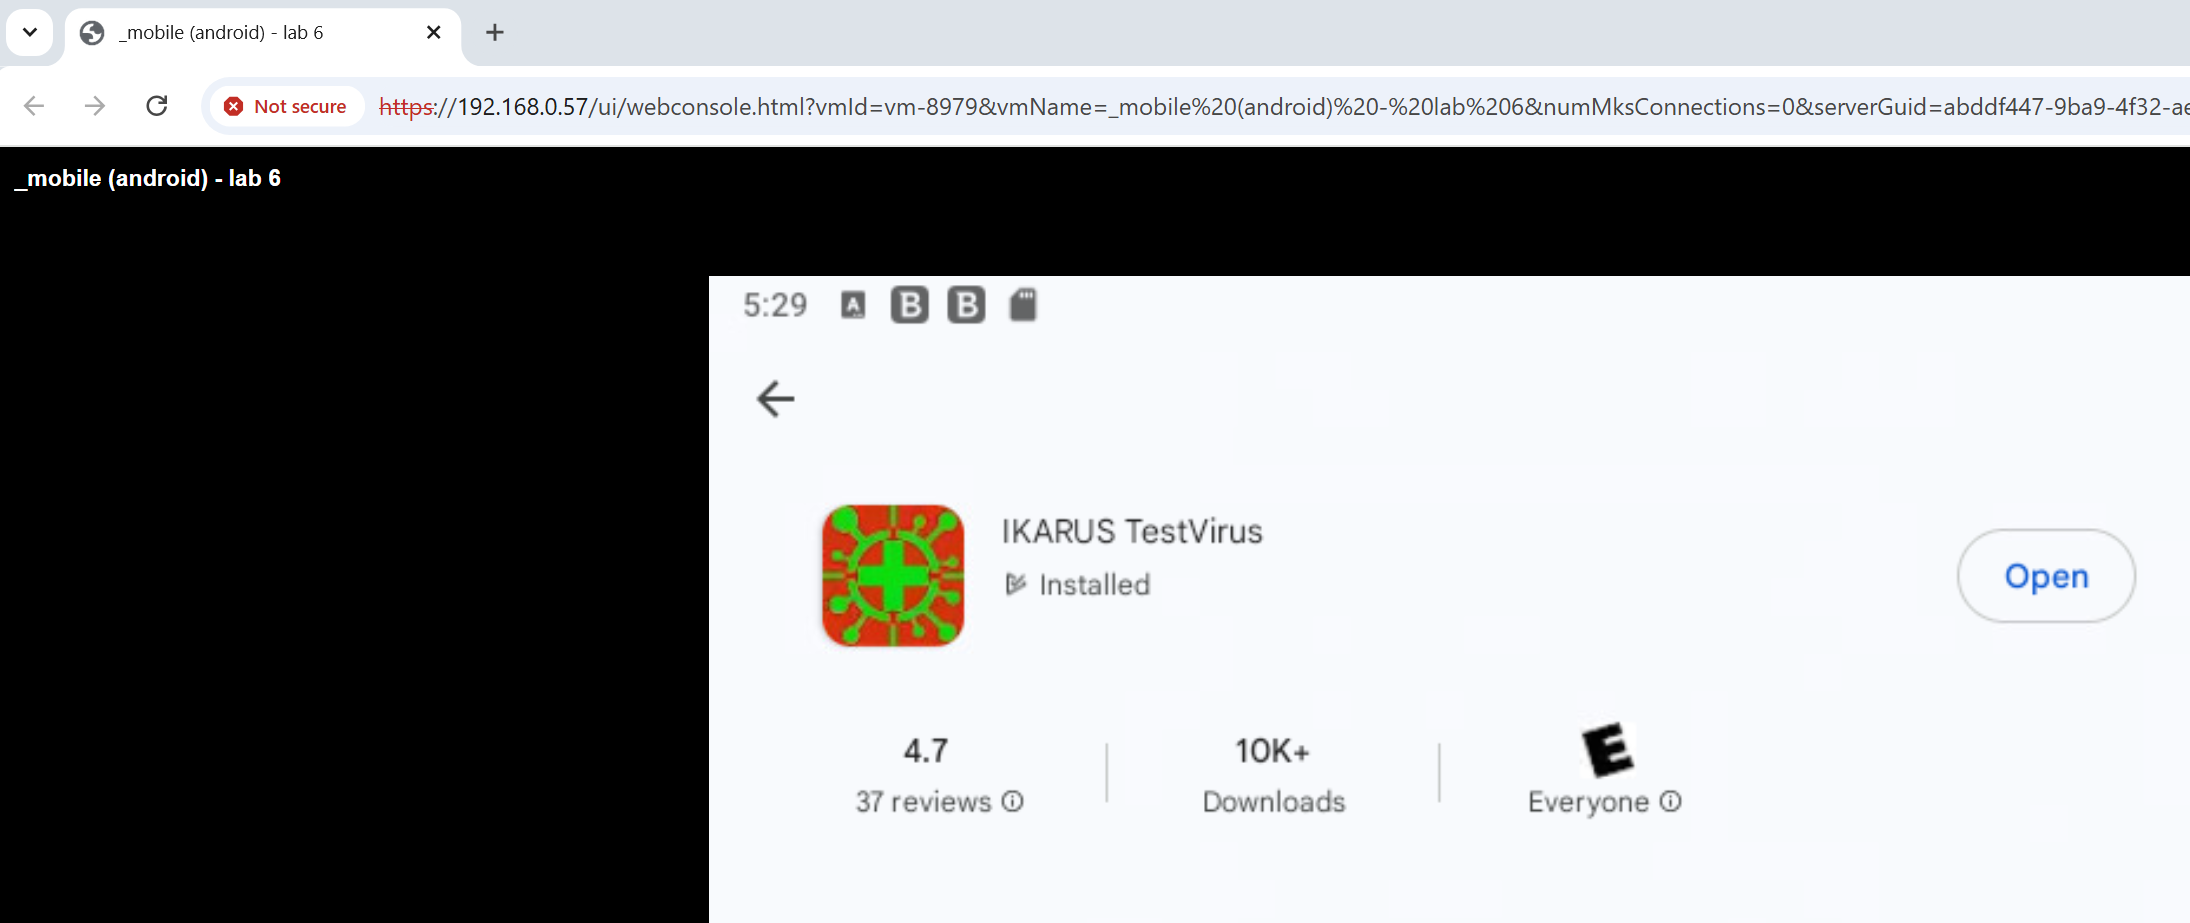 _mobile (android) - lab 6
Not secure https://192.168.0.57/ui/webconsole.html?vmId=vm-8979&vmName=_mobile%20(android)%20-%20lab%206&numMksConnections=0&serverGuid=abddf447-9ba9-4f32-ae
_mobile (android) - lab 6
5:29 A B B
IKARUS TestVirus
Installed
Open
4.7 10K+ E
37 reviews Downloads Everyone